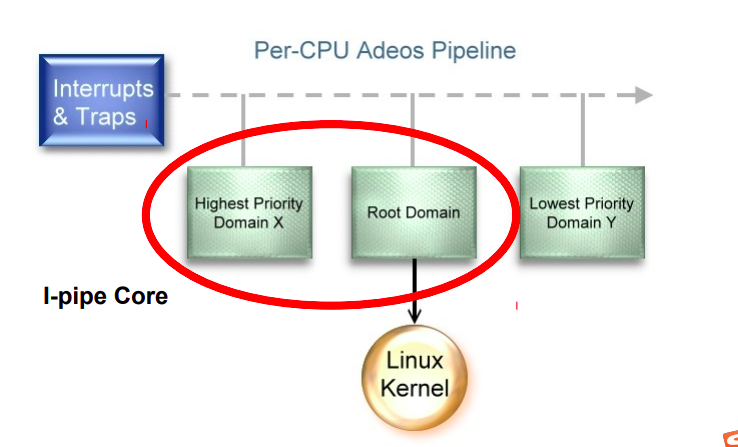 Per-CPU Adeos Pipeline
Interrupts
& Traps
Highest Priority
Domain X
Root Domain
Lowest Priority
Domain Y
I-pipe Core
Linux
Kernel